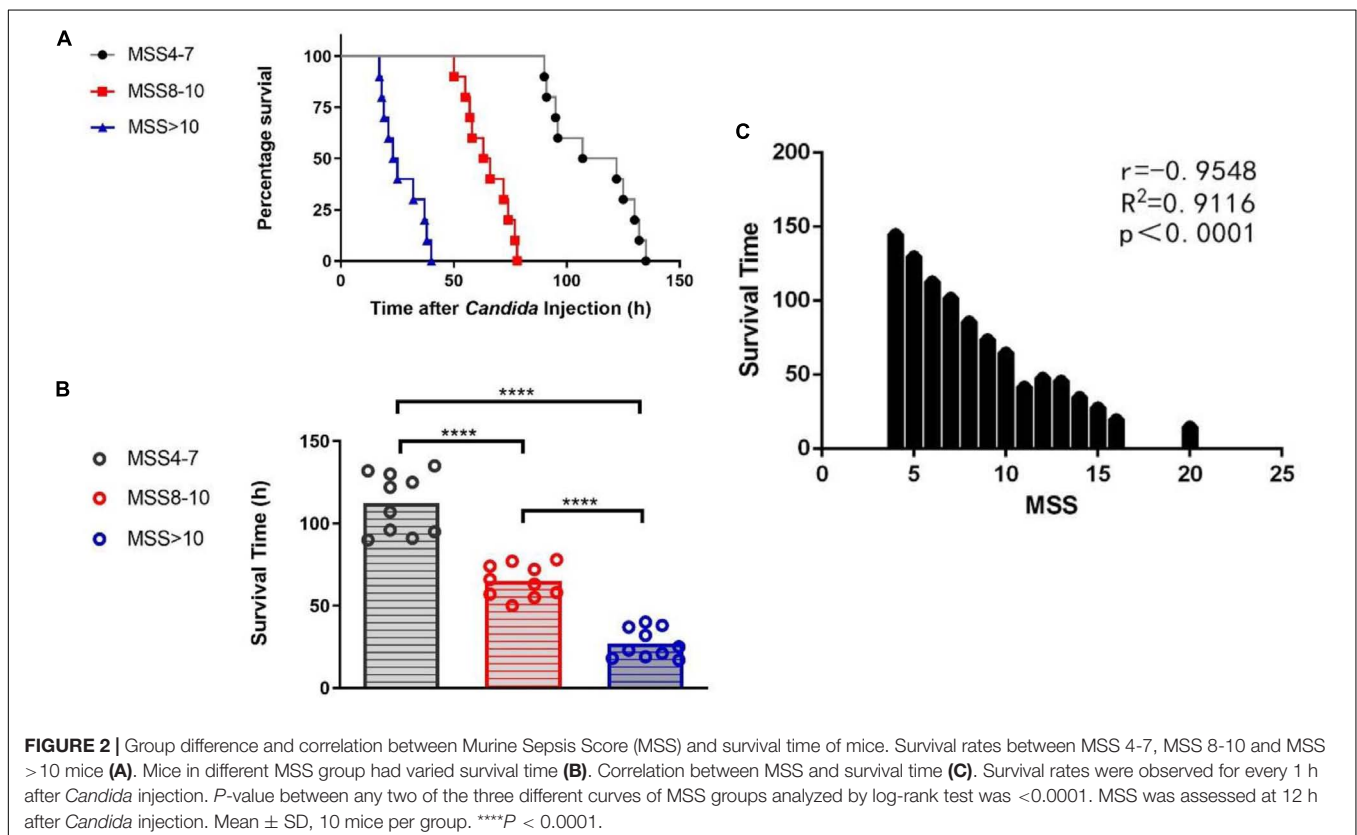 A
MSS4-7
MSS8-10
MSS>10
Percentage survial
100
75
50
25
0
0 50 100 150
Time after Candida Injection (h)
B
MSS4-7
MSS8-10
MSS>10
Survival Time (h)
150
100
50
0
****
****
****
C
Survival Time
200
150
100
50
0
0 5 10 15 20 25
MSS
r=-0. 9548
R²=0. 9116
p<0. 0001
FIGURE 2 | Group difference and correlation between Murine Sepsis Score (MSS) and survival time of mice. Survival rates between MSS 4-7, MSS 8-10 and MSS
>10 mice (A). Mice in different MSS group had varied survival time (B). Correlation between MSS and survival time (C). Survival rates were observed for every 1 h
after Candida injection. P-value between any two of the three different curves of MSS groups analyzed by log-rank test was <0.0001. MSS was assessed at 12 h
after Candida injection. Mean ± SD, 10 mice per group. ****P < 0.0001.